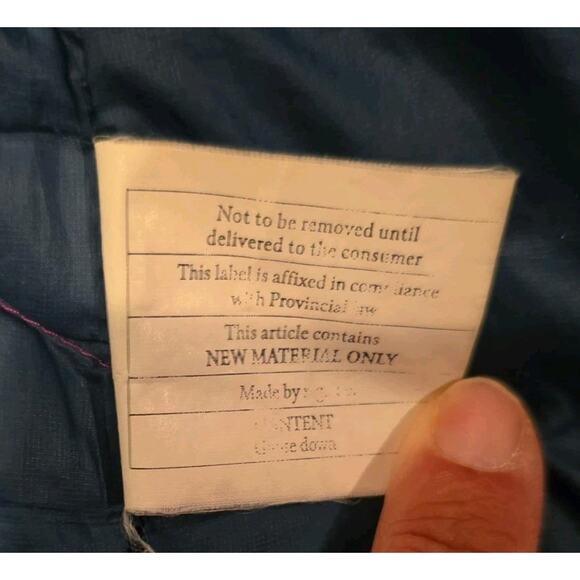 Not to be removed until
delivered to the consumer
This label is affixed in
with Provincial
This article contains
NEW MATERIAL ONLY
Made by
down